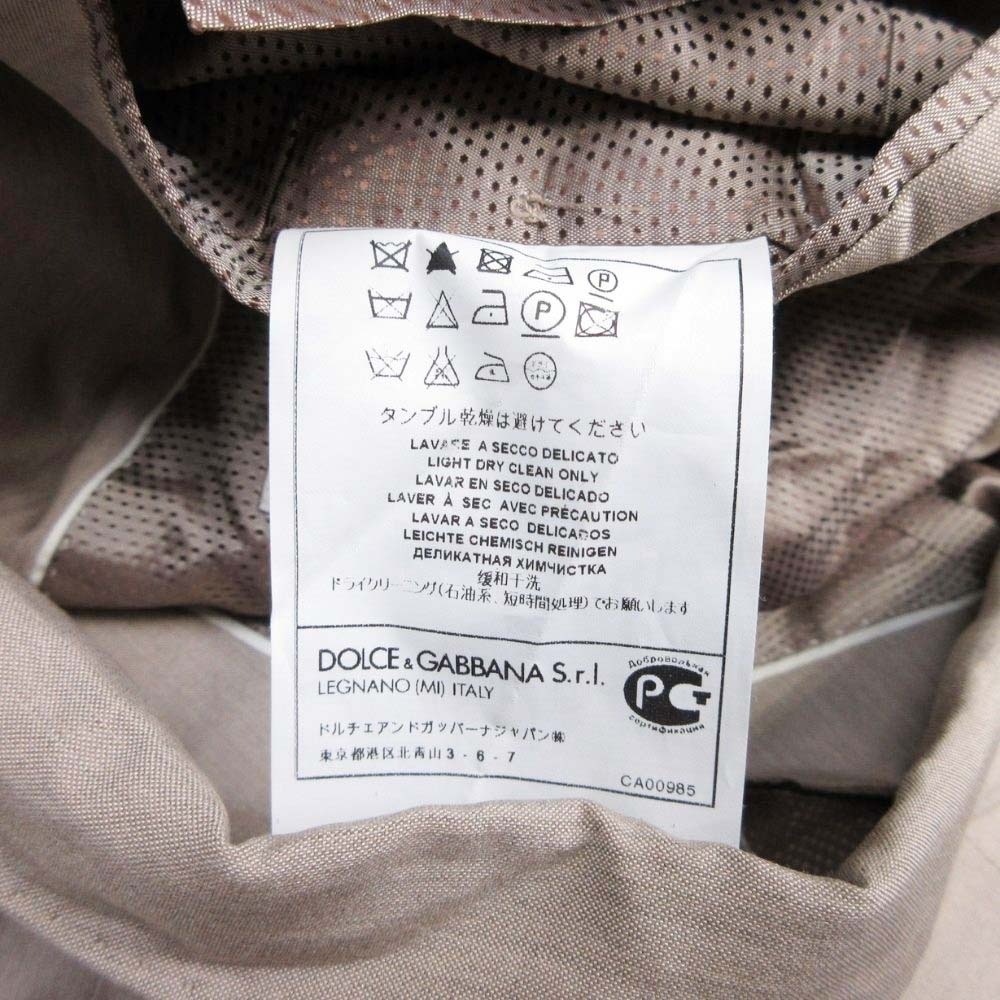 P
P
タンブル乾燥は避けてください
LAVARE A SECCO DELICATO
LIGHT DRY CLEAN ONLY
LAVAR EN SECO DELICADO
LAVER À SEC AVEC PRÉCAUTION
LAVAR A SECO DELICADOS
LEICHTE CHEMISCH REINIGEN
ДЕЛИКАТНАЯ ХИМЧИСТКА
缓和干洗
ドライクリーニング(石油系、短時間処理)でお願いします
DOLCE & GABBANA S.r.l.
LEGNANO (MI) ITALY
Добровольная
РСТ
сертификация
ドルチェアンドガッバーナジャパン㈱
東京都港区北青山3-6-7
CA00985